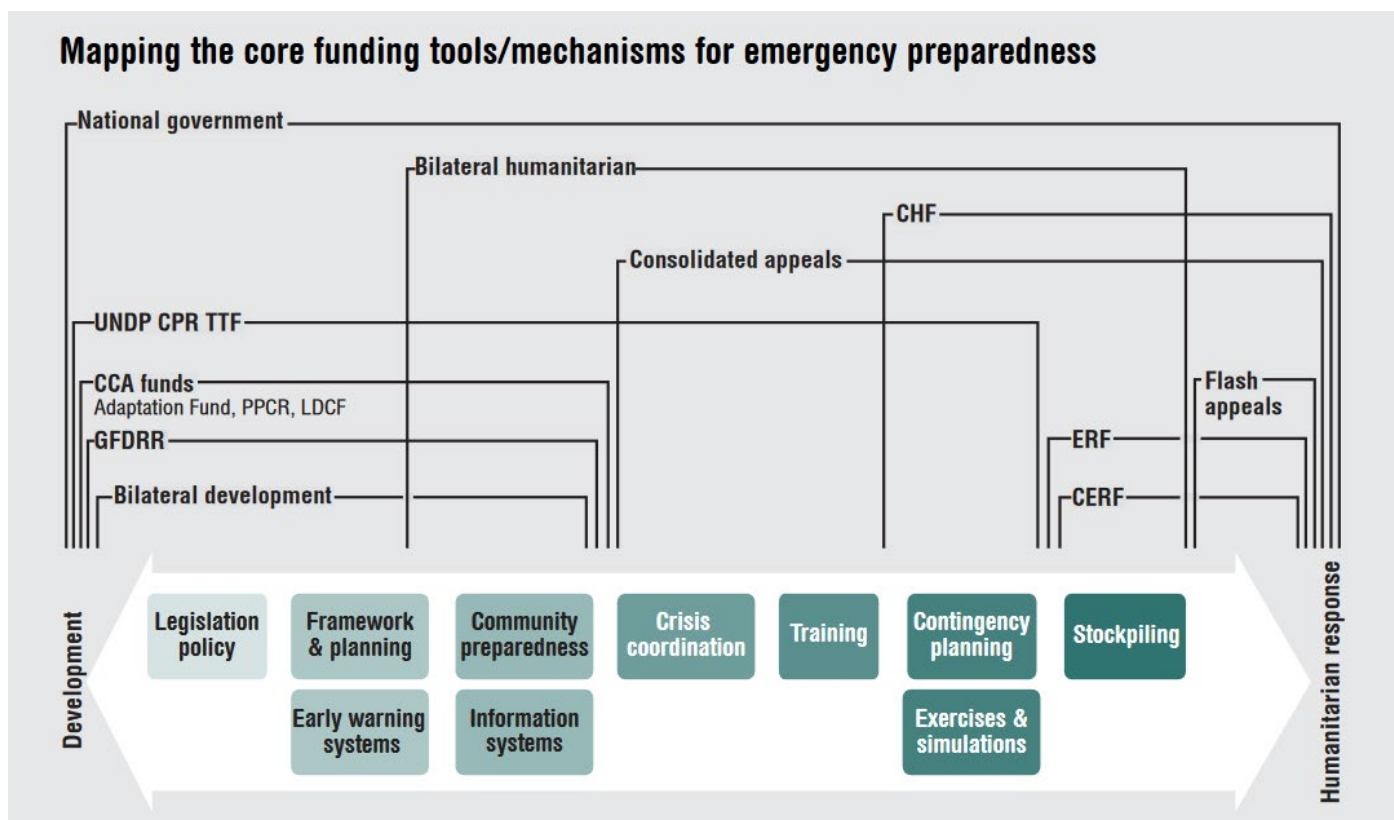 Mapping the core funding tools/mechanisms for emergency preparedness
National government
Bilateral humanitarian
CHF
Consolidated appeals
UNDP CPR TTF
CCA funds
Adaptation Fund, PPCR, LDCF
Flash
appeals
GFDRR
ERF
Bilateral development
CERF
Development
Legislation
policy
Framework
& planning
Community
preparedness
Crisis
coordination
Training
Contingency
planning
Stockpiling
Early warning
systems
Information
systems
Exercises &
simulations
Humanitarian response